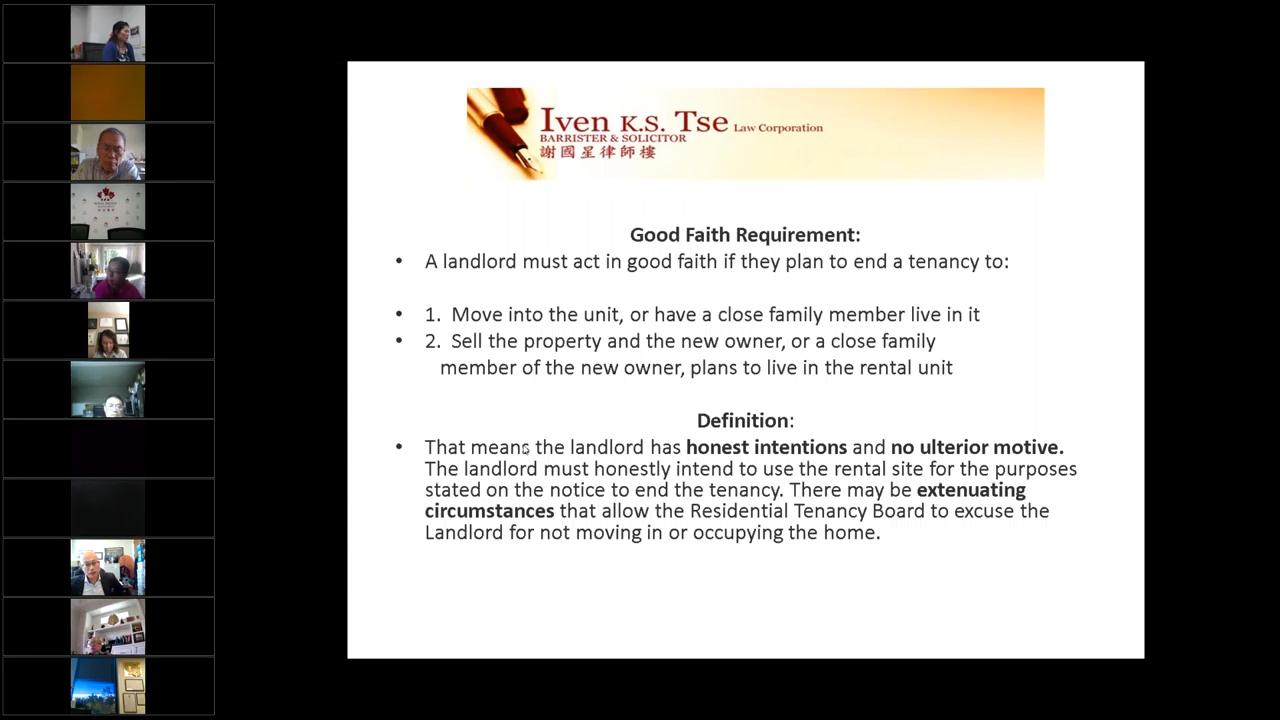 Iven K.S. Tse Law Corporation
BARRISTER & SOLICITOR
謝國星律師樓
Good Faith Requirement:
• A landlord must act in good faith if they plan to end a tenancy to:
• 1. Move into the unit, or have a close family member live in it
• 2. Sell the property and the new owner, or a close family
member of the new owner, plans to live in the rental unit
Definition:
• That means the landlord has honest intentions and no ulterior motive.
The landlord must honestly intend to use the rental site for the purposes
stated on the notice to end the tenancy. There may be extenuating
circumstances that allow the Residential Tenancy Board to excuse the
Landlord for not moving in or occupying the home.